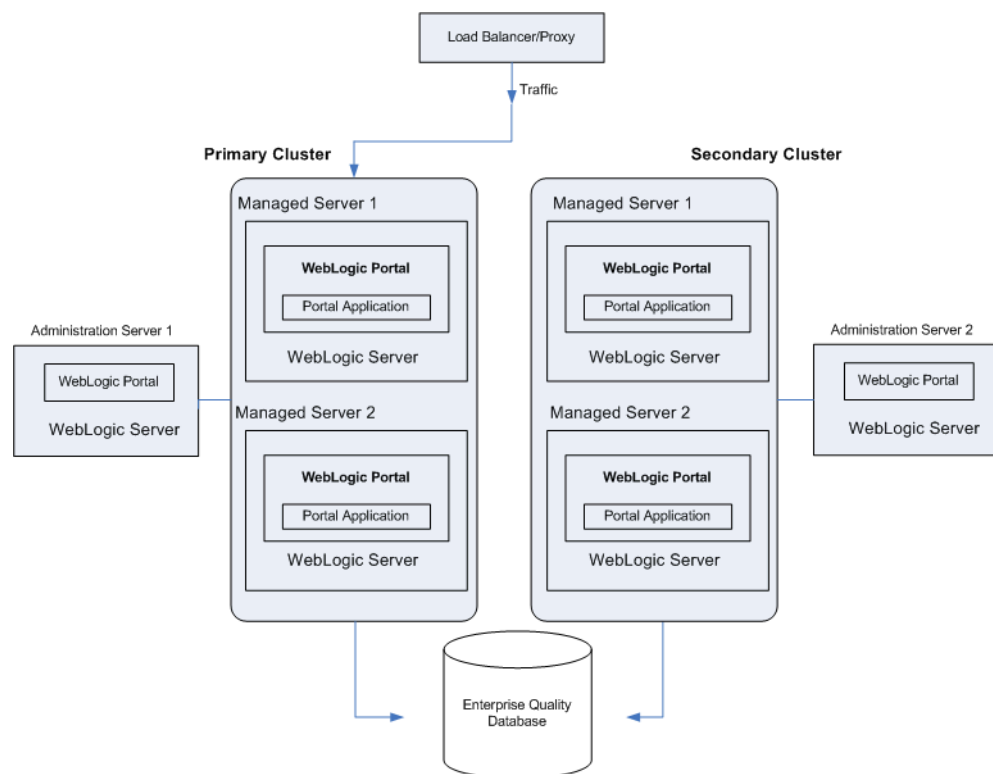 Load Balancer/Proxy
Traffic
Primary Cluster
Secondary Cluster
Managed Server 1
WebLogic Portal
Portal Application
WebLogic Server
Managed Server 1
WebLogic Portal
Portal Application
WebLogic Server
Administration Server 1
WebLogic Portal
WebLogic Server
Administration Server 2
WebLogic Portal
WebLogic Server
Managed Server 2
WebLogic Portal
Portal Application
WebLogic Server
Managed Server 2
WebLogic Portal
Portal Application
WebLogic Server
Enterprise Quality
Database